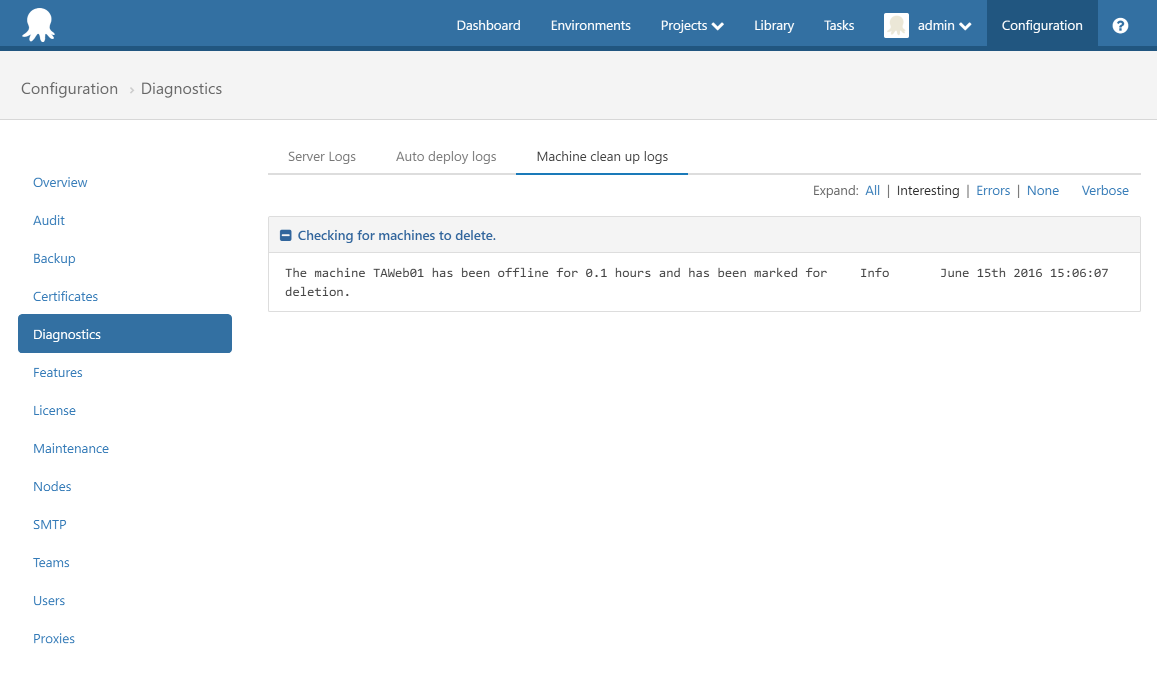 Dashboard Environments Projects Library Tasks admin Configuration ?
Configuration › Diagnostics
Server Logs Auto deploy logs Machine clean up logs
Expand: All | Interesting | Errors | None Verbose
Overview
Audit
Backup
Certificates
Diagnostics
Features
License
Maintenance
Nodes
SMTP
Teams
Users
Proxies
Checking for machines to delete.
The machine TAWeb01 has been offline for 0.1 hours and has been marked for Info June 15th 2016 15:06:07
deletion.